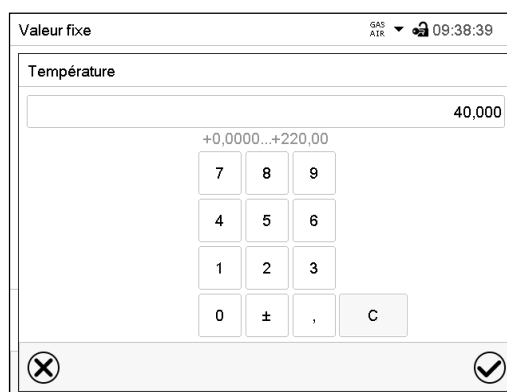 Valeur fixe GAS AIR 09:38:39
Température
40,000
+0,0000...+220,00
7 8 9
4 5 6
1 2 3
0 ± , C